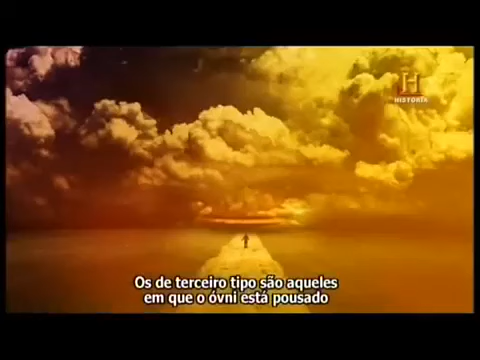 H
HISTORIA
Os de terceiro tipo são aqueles
em que o óvni está pousado